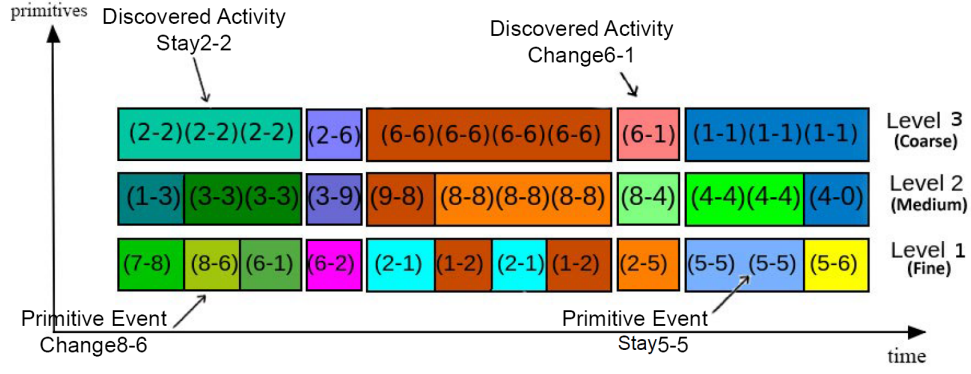 primitives
Discovered Activity
Stay2-2
Discovered Activity
Change6-1
(2-2)(2-2)(2-2) (2-6) (6-6)(6-6)(6-6)(6-6) (6-1) (1-1)(1-1)(1-1) Level 3
(Coarse)
(1-3) (3-3)(3-3) (3-9) (9-8) (8-8)(8-8)(8-8) (8-4) (4-4)(4-4) (4-0) Level 2
(Medium)
(7-8) (8-6) (6-1) (6-2) (2-1) (1-2) (2-1) (1-2) (2-5) (5-5) (5-5) (5-6) Level 1
(Fine)
Primitive Event
Change8-6
Primitive Event
Stay5-5
time